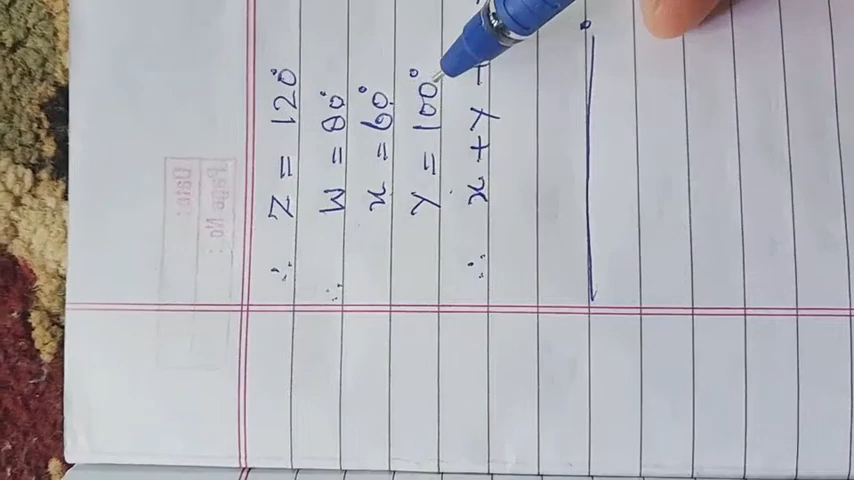 ∴ Z = 120°
∴ W = 80°
x = 60°
y = 100°
∴ x + y
Page No :
Date: